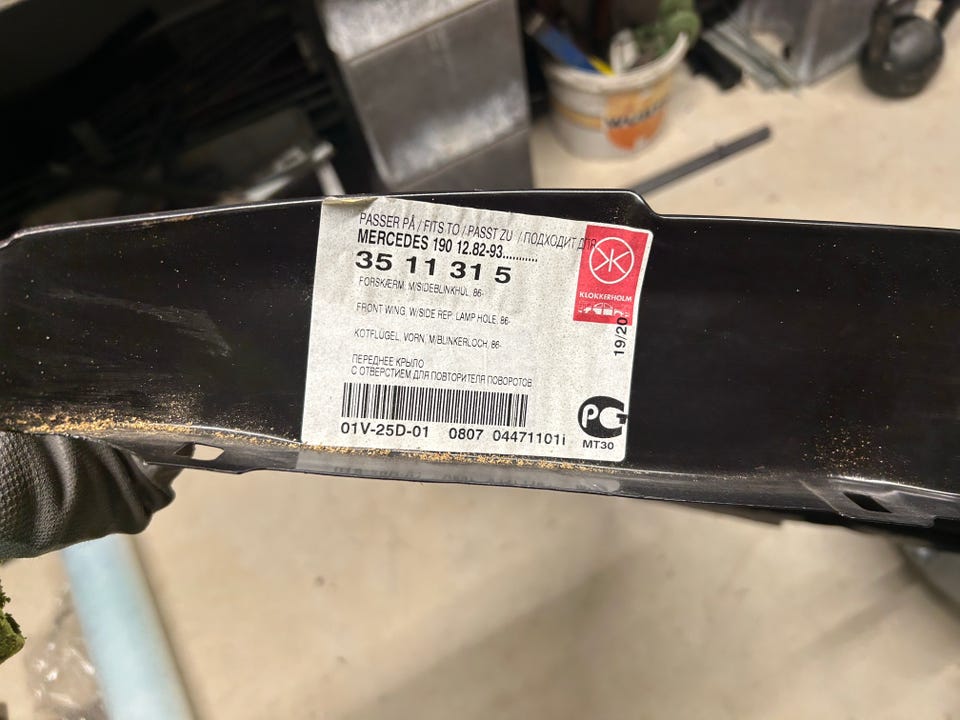 PASSER PÅ / FITS TO / PASST ZU / ПОДХОДИТ ДЛЯ
MERCEDES 190 12.82-93...........
35 11 31 5
FORSKÆRM, M/SIDEBLINKHUL, 86-
FRONT WING, W/SIDE REP. LAMP HOLE, 86-
KOTFLÜGEL, VORN, M/BLINKERLOCH, 86-
ПЕРЕДНЕЕ КРЫЛО
С ОТВЕРСТИЕМ ДЛЯ ПОВТОРИТЕЛЯ ПОВОРОТОВ
01V-25D-01 0807 04471101i
KLOKKERHOLM
19/20
МТ30